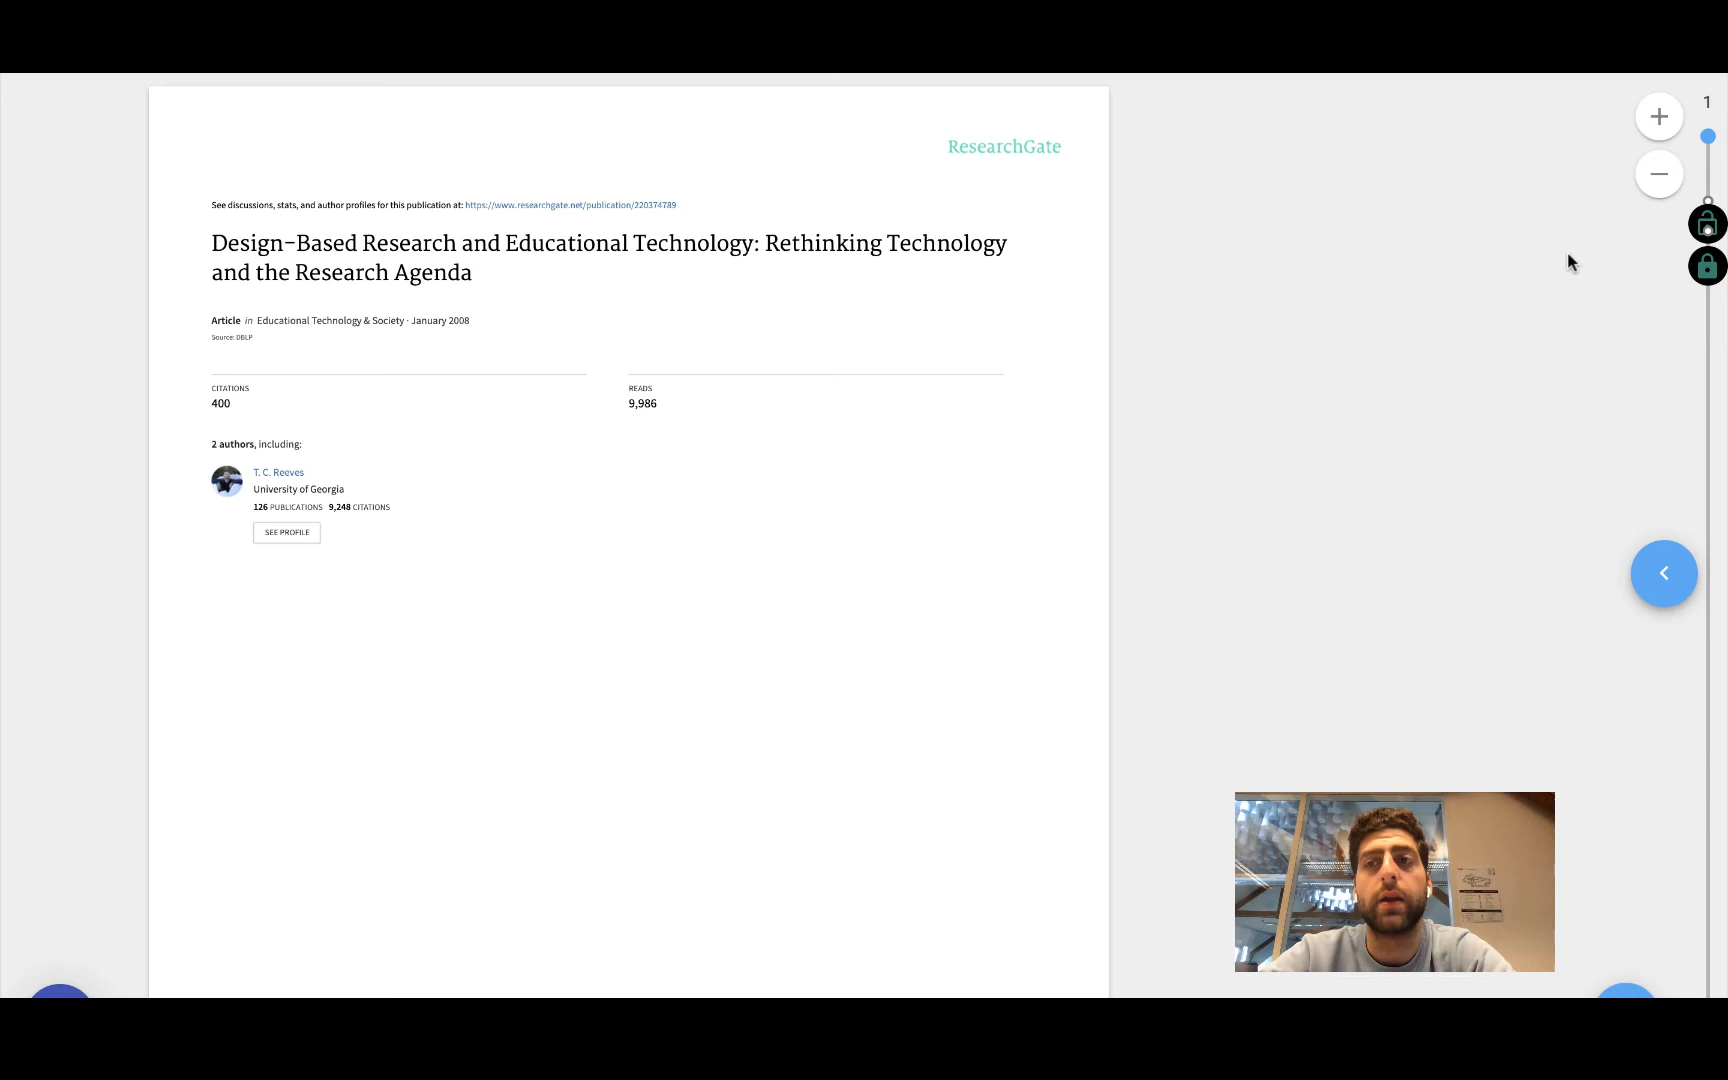 1
ResearchGate
See discussions, stats, and author profiles for this publication at: https://www.researchgate.net/publication/220374789
Design-Based Research and Educational Technology: Rethinking Technology
and the Research Agenda
Article in Educational Technology & Society · January 2008
Source: DBLP
CITATIONS
400
READS
9,986
2 authors, including:
T. C. Reeves
University of Georgia
126 PUBLICATIONS 9,248 CITATIONS
SEE PROFILE